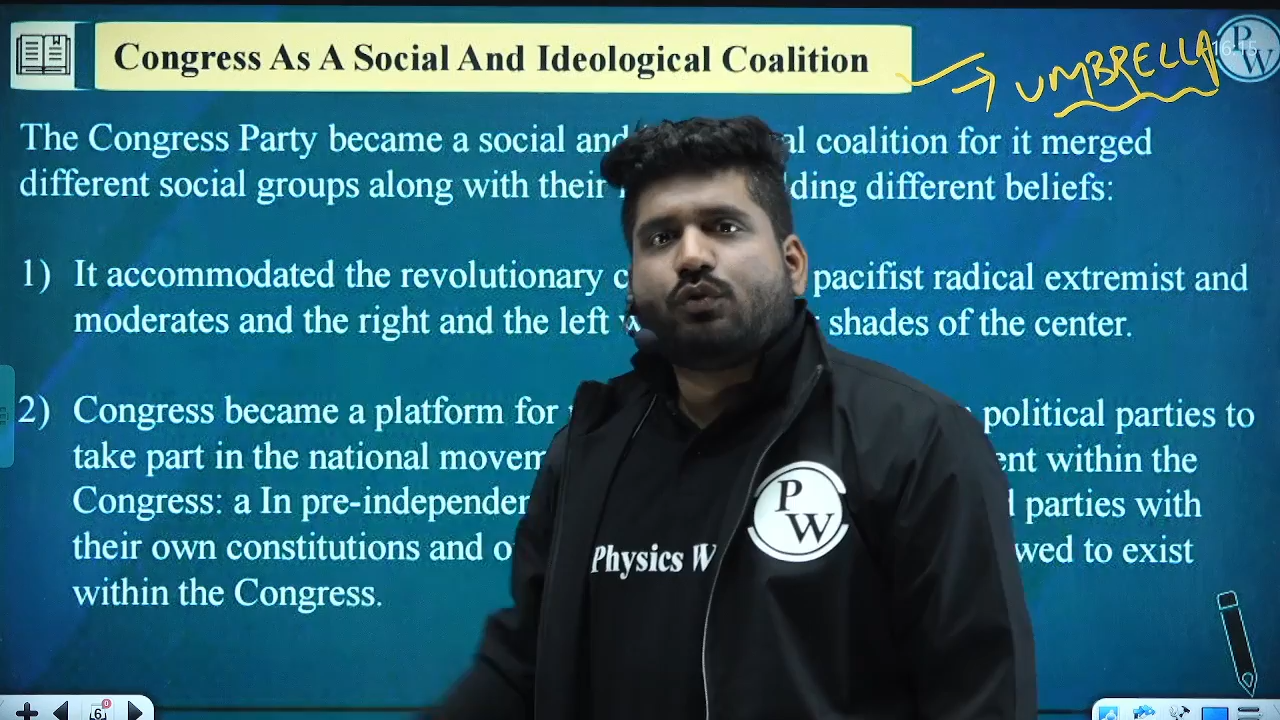 Congress As A Social And Ideological Coalition
UMBRELLA
16:15
P W
The Congress Party became a social and al coalition for it merged
different social groups along with their lding different beliefs:
1) It accommodated the revolutionary pacifist radical extremist and
moderates and the right and the left shades of the center.
2) Congress became a platform for political parties to
take part in the national movem ent within the
Congress: a In pre-independen parties with
their own constitutions and o wed to exist
within the Congress.
P W
Physics W
6